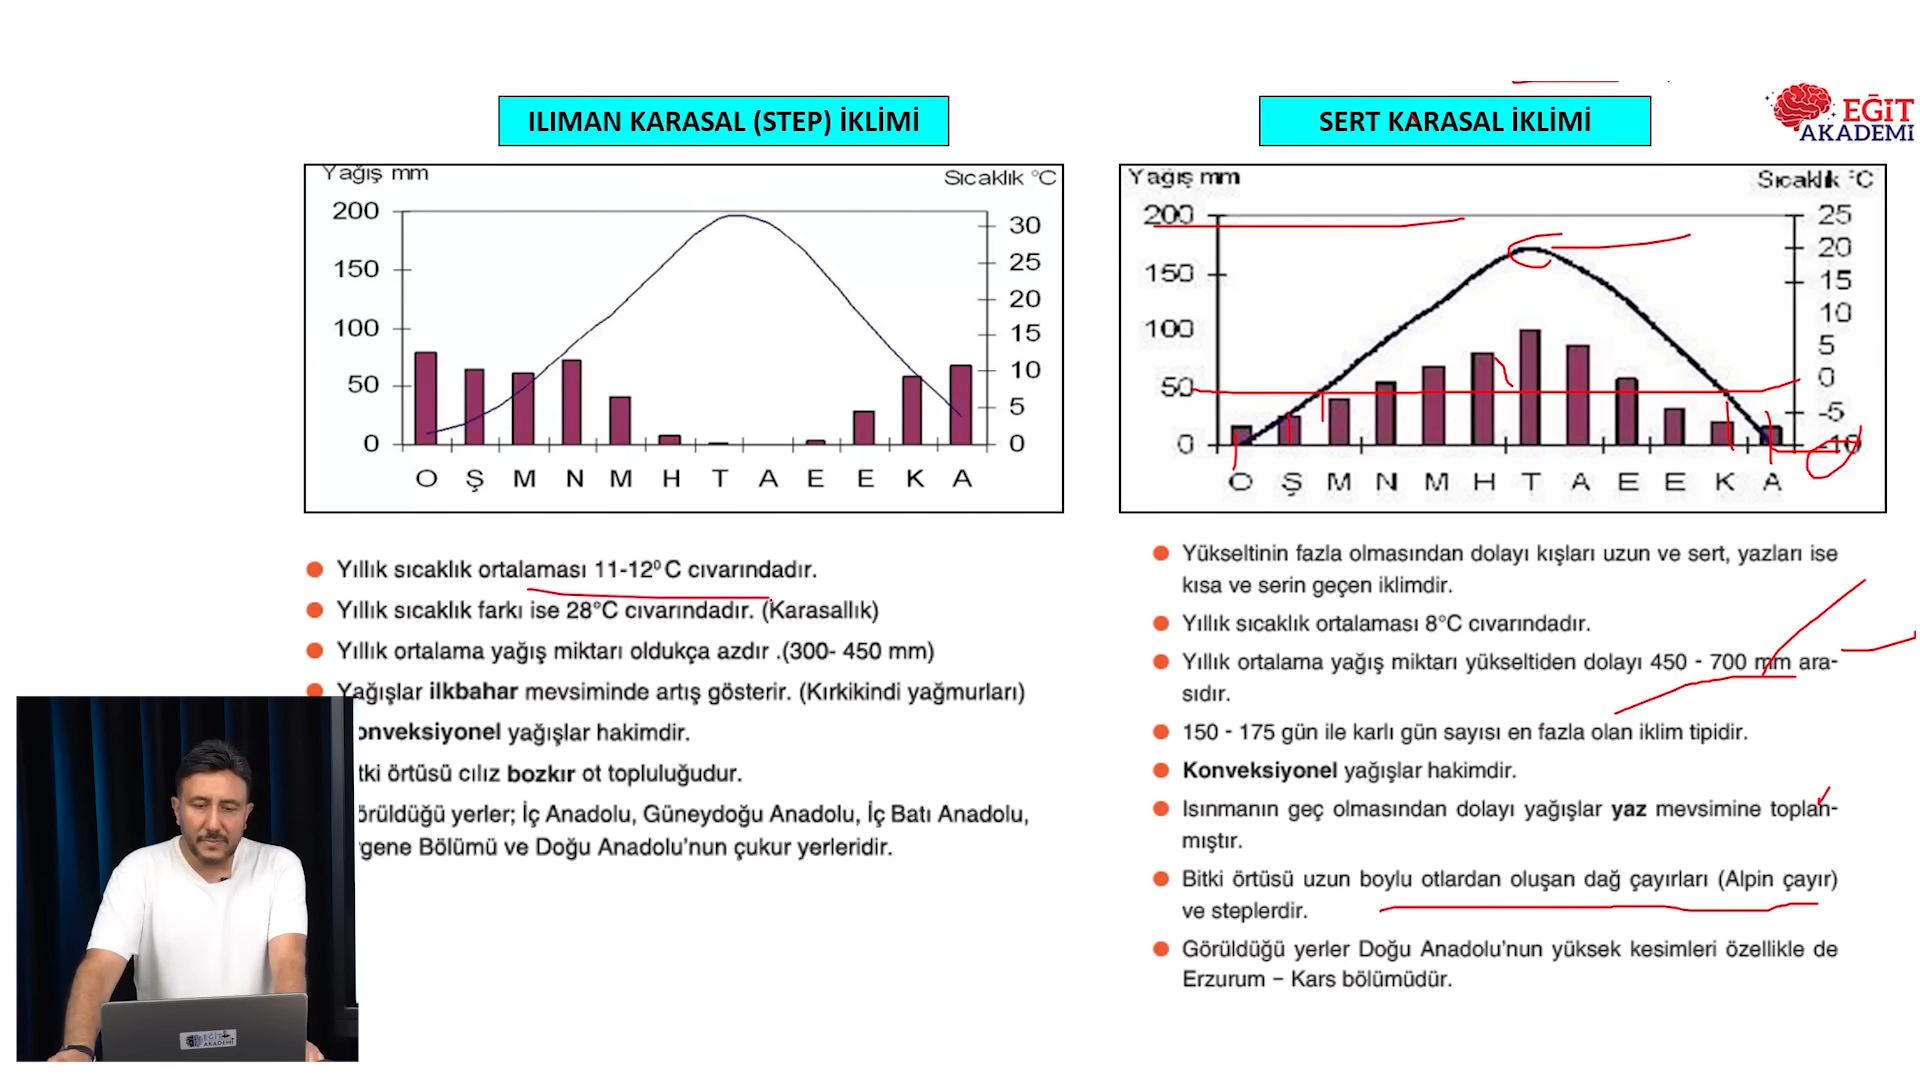 ILIMAN KARASAL (STEP) İKLİMİ
Yağış mm
Sıcaklık °C
200
150
100
50
0
30
25
20
15
10
5
0
O Ş M N M H T A E E K A
Yıllık sıcaklık ortalaması 11-12⁰ C cıvarındadır.
Yıllık sıcaklık farkı ise 28°C cıvarındadır. (Karasallık)
Yıllık ortalama yağış miktarı oldukça azdır .(300- 450 mm)
Yağışlar ilkbahar mevsiminde artış gösterir. (Kırkikindi yağmurları)
onveksiyonel yağışlar hakimdir.
tki örtüsü cılız bozkır ot topluluğudur.
örüldüğü yerler; İç Anadolu, Güneydoğu Anadolu, İç Batı Anadolu,
rgene Bölümü ve Doğu Anadolu'nun çukur yerleridir.
SERT KARASAL İKLİMİ
Yağış mm
Sıcaklık °C
200
150
100
50
0
25
20
15
10
5
0
-5
-10
O Ş M N M H T A E E K A
Yükseltinin fazla olmasından dolayı kışları uzun ve sert, yazları ise
kısa ve serin geçen iklimdir.
Yıllık sıcaklık ortalaması 8°C cıvarındadır.
Yıllık ortalama yağış miktarı yükseltiden dolayı 450 - 700 mm ara-
sıdır.
150 - 175 gün ile karlı gün sayısı en fazla olan iklim tipidir.
Konveksiyonel yağışlar hakimdir.
Isınmanın geç olmasından dolayı yağışlar yaz mevsimine toplan-
mıştır.
Bitki örtüsü uzun boylu otlardan oluşan dağ çayırları (Alpin çayır)
ve steplerdir.
Görüldüğü yerler Doğu Anadolu'nun yüksek kesimleri özellikle de
Erzurum – Kars bölümüdür.
EĞİT
AKADEMİ
EĞİT
AKADEMİ